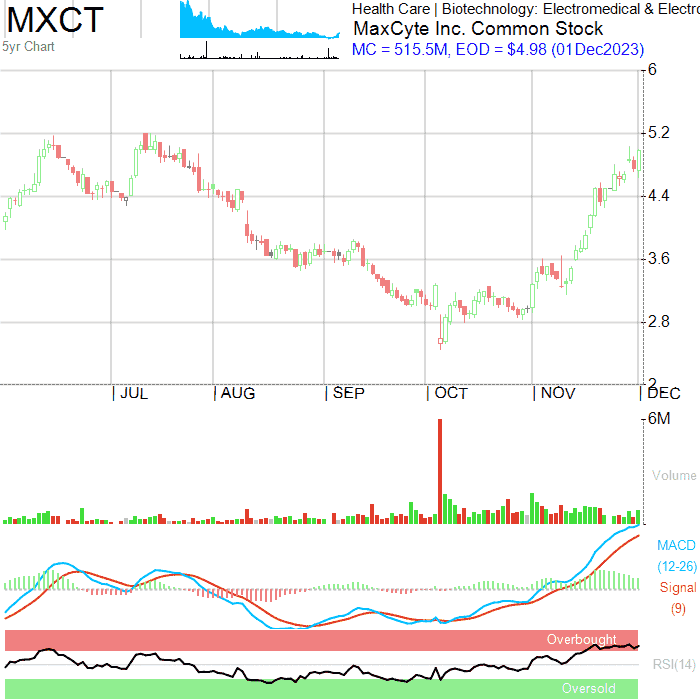 MXCT
5yr Chart
Health Care | Biotechnology: Electromedical & Electro
MaxCyte Inc. Common Stock
MC = 515.5M, EOD = $4.98 (01Dec2023)
6
5.2
4.4
3.6
2.8
2
JUL AUG SEP OCT NOV DEC
6M
Volume
MACD
(12-26)
Signal
(9)
Overbought
RSI(14)
Oversold